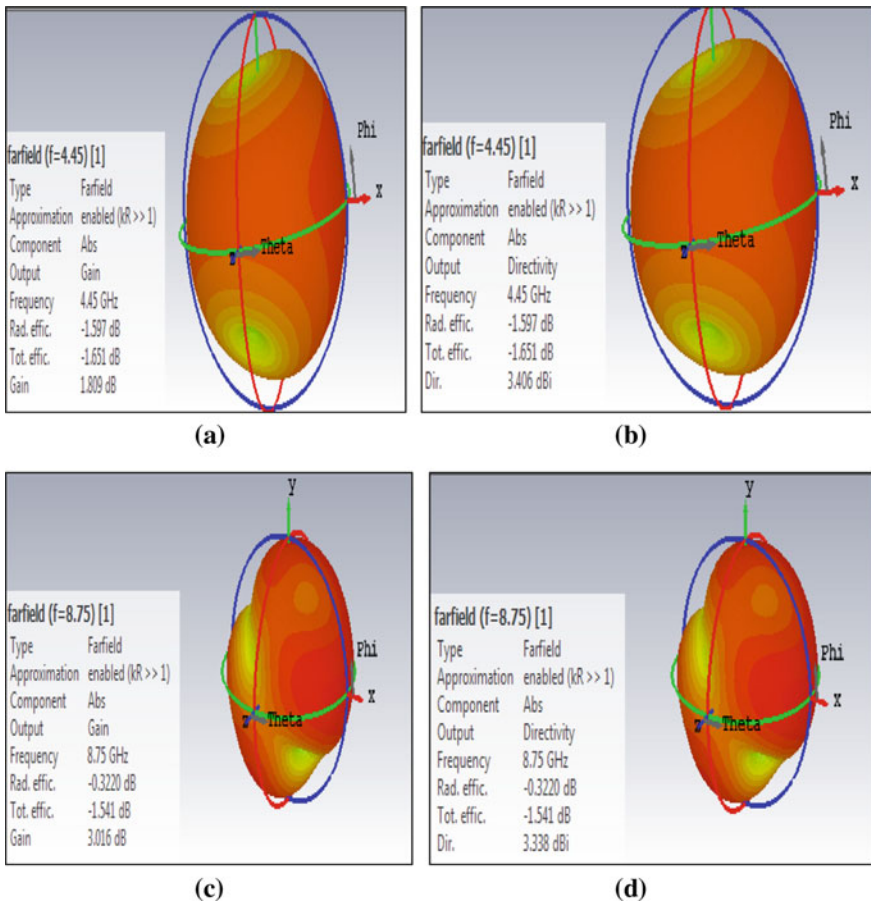 farfield (f=4.45) [1]
Type Farfield
Approximation enabled (kR >> 1)
Component Abs
Output Gain
Frequency 4.45 GHz
Rad. effic. -1.597 dB
Tot. effic. -1.651 dB
Gain 1.809 dB
Phi
x
z Theta
(a)
farfield (f=4.45) [1]
Type Farfield
Approximation enabled (kR >> 1)
Component Abs
Output Directivity
Frequency 4.45 GHz
Rad. effic. -1.597 dB
Tot. effic. -1.651 dB
Dir. 3.406 dBi
Phi
x
z Theta
(b)
y
farfield (f=8.75) [1]
Type Farfield
Approximation enabled (kR >> 1)
Component Abs
Output Gain
Frequency 8.75 GHz
Rad. effic. -0.3220 dB
Tot. effic. -1.541 dB
Gain 3.016 dB
Phi
x
z Theta
(c)
y
farfield (f=8.75) [1]
Type Farfield
Approximation enabled (kR >> 1)
Component Abs
Output Directivity
Frequency 8.75 GHz
Rad. effic. -0.3220 dB
Tot. effic. -1.541 dB
Dir. 3.338 dBi
Phi
x
z Theta
(d)